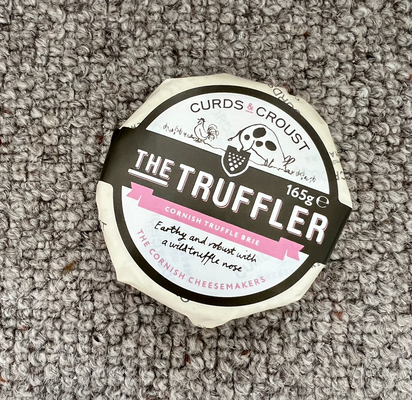 CURDS & CROUST
THE TRUFFLER
165g ℮
CORNISH TRUFFLE BRIE
Earthy and robust with
a wild truffle nose
THE CORNISH CHEESEMAKERS